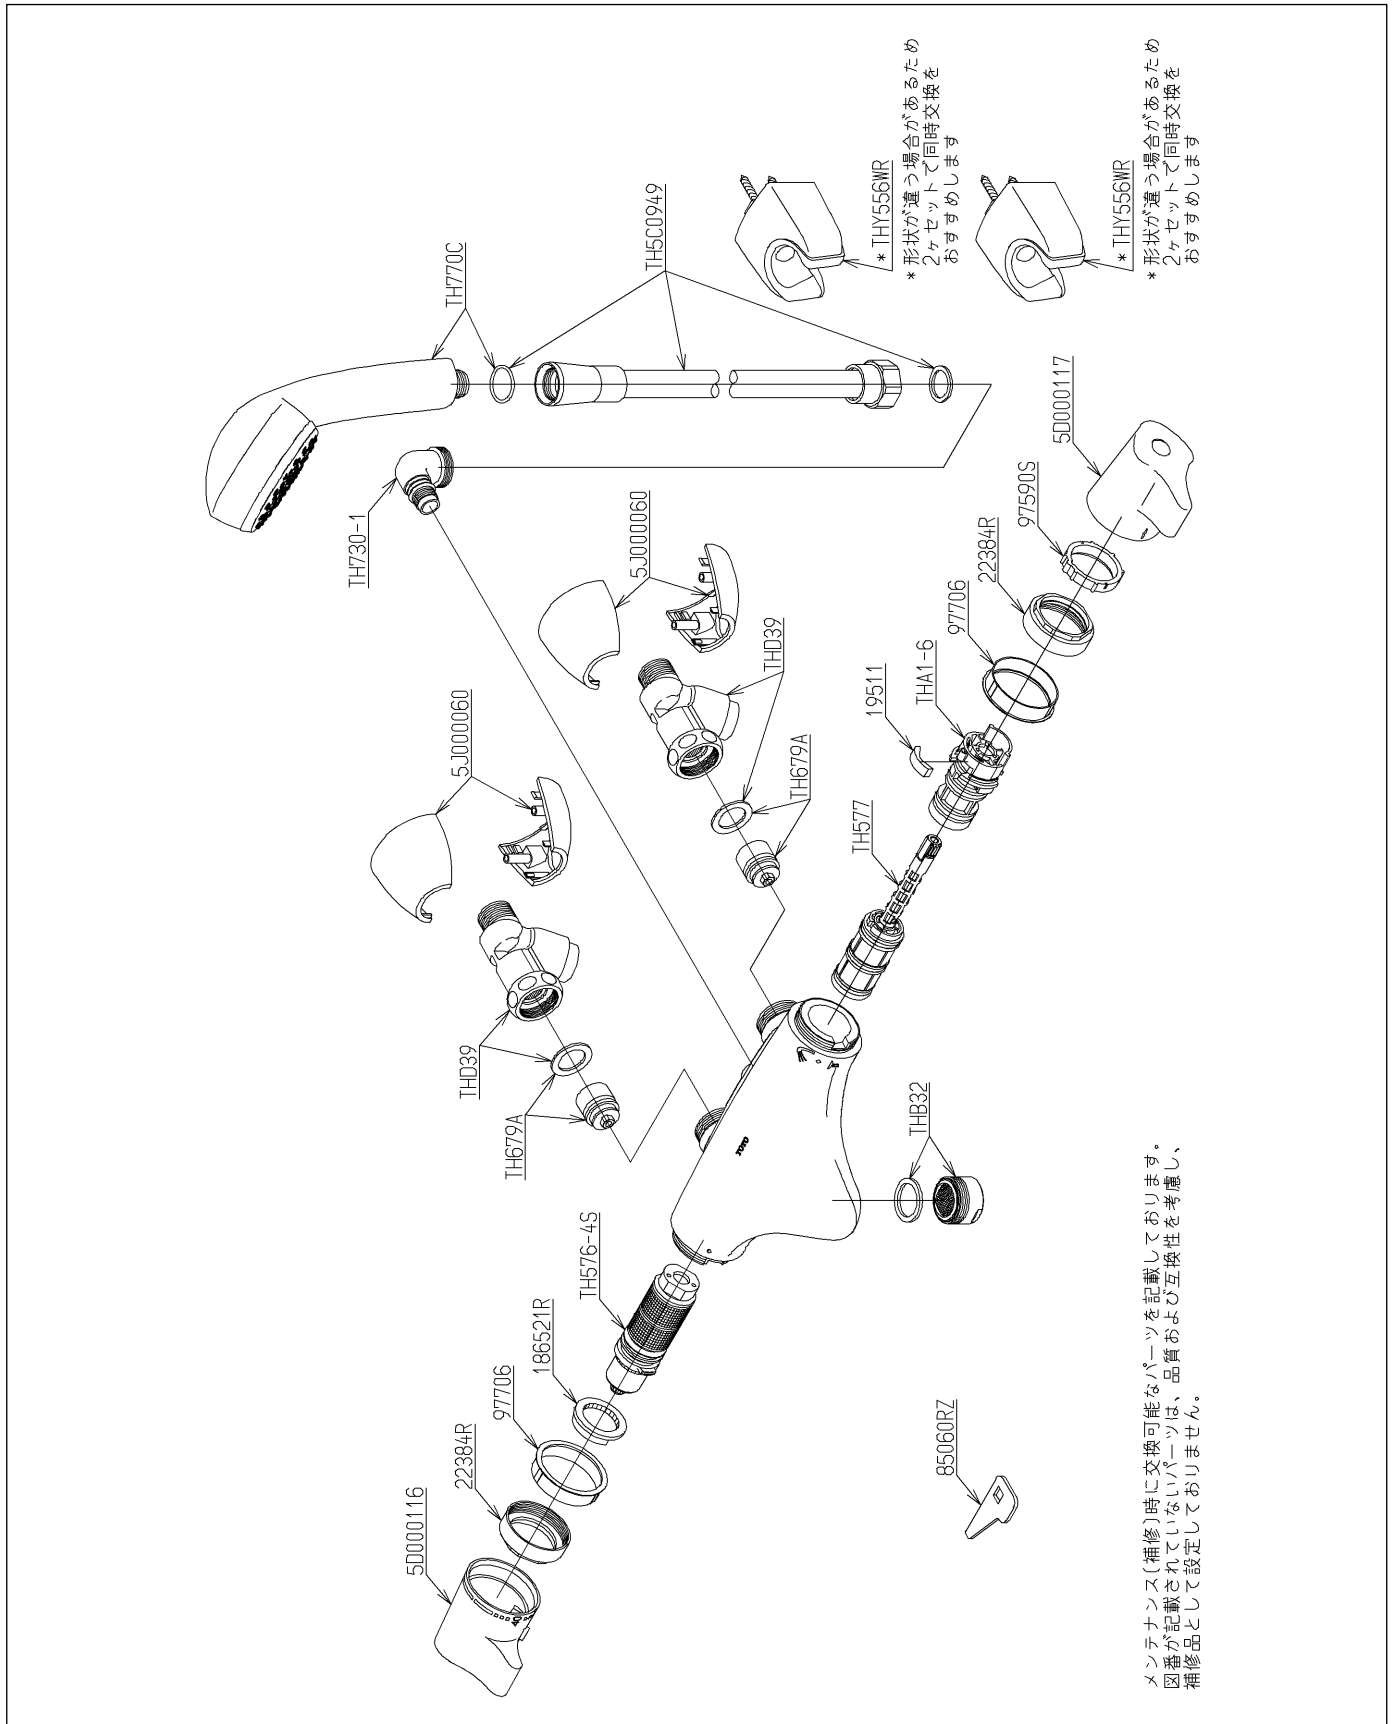 TH770C
TH5C0949
*THY556WR
*形状が違う場合があるため
2ヶセットで同時交換を
おすすめします
*THY556WR
*形状が違う場合があるため
2ヶセットで同時交換を
おすすめします
TH730-1
5J000060
5J000060
THD39
THD39
TH679A
TH679A
5D000117
97590S
22384R
97706
THA1-6
19511
TH577
TOTO
THB32
TH576-4S
186521R
97706
22384R
5D000116
40
85060RZ
メンテナンス(補修)時に交換可能なパーツを記載しております。
図番が記載されていないパーツは、品質および互換性を考慮し、
補修品として設定しておりません。